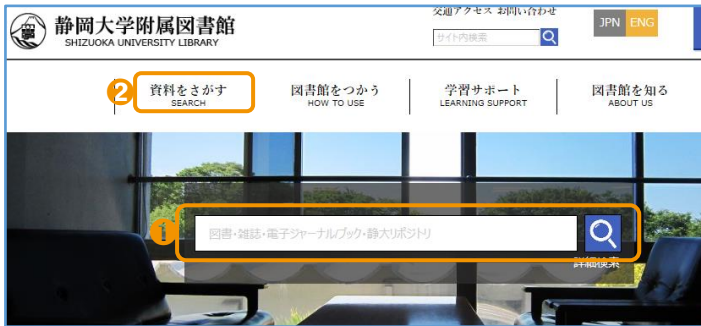 静岡大学附属図書館
SHIZUOKA UNIVERSITY LIBRARY
交通アクセス お問い合わせ
サイト内検索
JPN ENG
❷
資料をさがす
SEARCH
図書館をつかう
HOW TO USE
学習サポート
LEARNING SUPPORT
図書館を知る
ABOUT US
❶
図書・雑誌・電子ジャーナルブック・静大リポジトリ
詳細検索